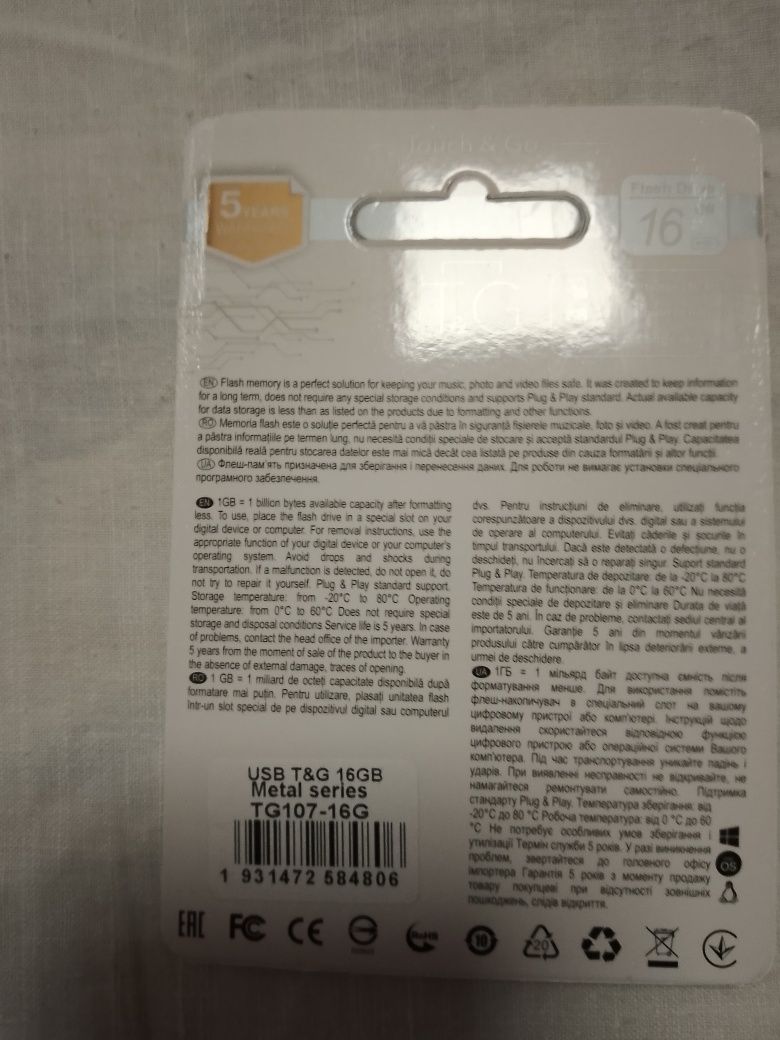 Touch & Go
5 YEARS
WARRANTY
Flash Drive
16
TG
EN Flash memory is a perfect solution for keeping your music, photo and video files safe. It was created to keep information
for a long term, does not require any special storage conditions and supports Plug & Play standard. Actual available capacity
for data storage is less than as listed on the products due to formatting and other functions.
RO Memoria flash este o soluție perfectă pentru a vă păstra în siguranță fișierele muzicale, foto și video. A fost creat pentru
a păstra informațiile pe termen lung, nu necesită condiții speciale de stocare și acceptă standardul Plug & Play. Capacitatea
disponibilă reală pentru stocarea datelor este mai mică decât cea listată pe produse din cauza formatării și altor funcții.
UA Флеш-пам'ять призначена для зберігання і перенесення даних. Для роботи не вимагає установки спеціального
програмного забезпечення.
EN 1GB = 1 billion bytes available capacity after formatting
less. To use, place the flash drive in a special slot on your
digital device or computer. For removal instructions, use the
appropriate function of your digital device or your computer's
operating system. Avoid drops and shocks during
transportation. If a malfunction is detected, do not open it, do
not try to repair it yourself. Plug & Play standard support.
Storage temperature: from -20°C to 80°C Operating
temperature: from 0°C to 60°C Does not require special
storage and disposal conditions Service life is 5 years. In case
of problems, contact the head office of the importer. Warranty
5 years from the moment of sale of the product to the buyer in
the absence of external damage, traces of opening.
RO 1 GB = 1 miliard de octeți capacitate disponibilă după
formatare mai puțin. Pentru utilizare, plasați unitatea flash
într-un slot special de pe dispozitivul digital sau computerul
dvs. Pentru instrucțiuni de eliminare, utilizați funcția
corespunzătoare a dispozitivului dvs. digital sau a sistemului
de operare al computerului. Evitați căderile și șocurile în
timpul transportului. Dacă este detectată o defecțiune, nu o
deschideți, nu încercați să o reparați singur. Suport standard
Plug & Play. Temperatura de depozitare: de la -20°C la 80°C
Temperatura de funcționare: de la 0°C la 60°C Nu necesită
condiții speciale de depozitare și eliminare Durata de viață
este de 5 ani. În caz de probleme, contactați sediul central al
importatorului. Garanție 5 ani din momentul vânzării
produsului către cumpărător în lipsa deteriorării externe, a
urmei de deschidere.
UA 1ГБ = 1 мільярд байт доступна ємність після
форматування менше. Для використання помістіть
флеш-накопичувач в спеціальний слот на вашому
цифровому пристрої або комп'ютері. Інструкцій щодо
видалення скористайтеся відповідною функцією
цифрового пристрою або операційної системи Вашого
комп'ютера. Під час транспортування уникайте падінь і
ударів. При виявленні несправності не відкривайте, не
намагайтеся ремонтувати самостійно. Підтримка
стандарту Plug & Play. Температура зберігання: від
-20°C до 80 °C Робоча температура: від 0 °C до 60
°C Не потребує особливих умов зберігання і
утилізації Термін служби 5 років. У разі виникнення
проблем, звертайтеся до головного офісу
імпортера Гарантія 5 років з моменту продажу
товару покупцеві при відсутності зовнішніх
пошкоджень, слідів відкриття.
OS
USB T&G 16GB
Metal series
TG107-16G
1 931472 584806
EAC FC CE RoHS 10 20